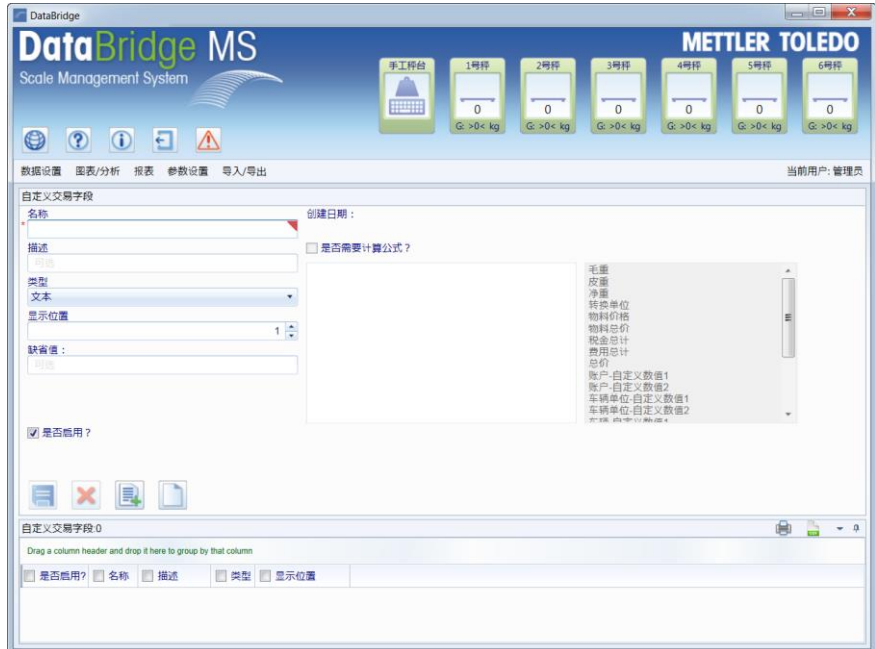 DataBridge
DataBridge MS
Scale Management System
METTLER TOLEDO
手工秤台
1号秤
2号秤
3号秤
4号秤
5号秤
6号秤
0
0
0
0
0
0
G: >0< kg
G: >0< kg
G: >0< kg
G: >0< kg
G: >0< kg
G: >0< kg
数据设置 图表/分析 报表 参数设置 导入/导出
当前用户: 管理员
自定义交易字段
* 名称
描述
可选
类型
文本
显示位置
1
缺省值：
可选
是否启用？
创建日期：
是否需要计算公式？
毛重
皮重
净重
转换单位
物料价格
物料总价
税金总计
费用总计
总价
账户-自定义数值1
账户-自定义数值2
车辆单位-自定义数值1
车辆单位-自定义数值2
自定义交易字段:0
Drag a column header and drop it here to group by that column
是否启用? 名称 描述 类型 显示位置